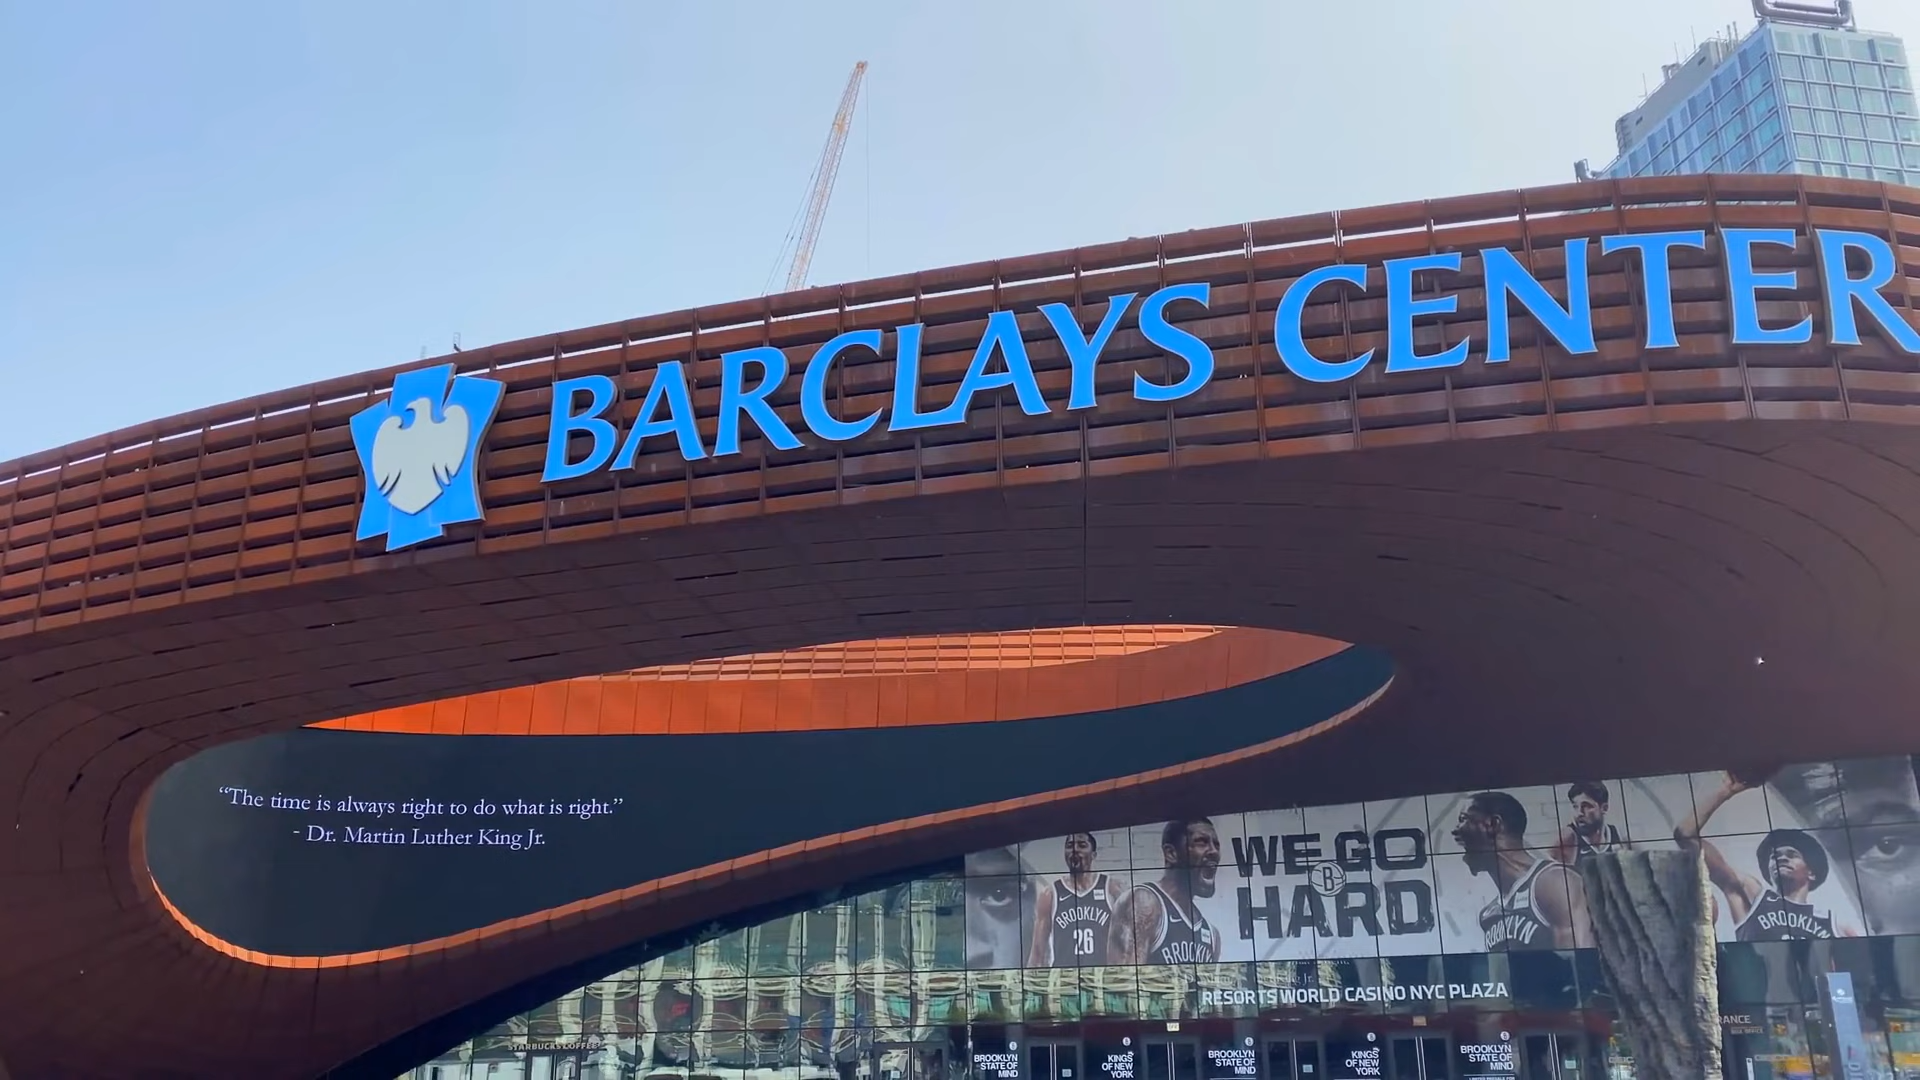 BARCLAYS CENTER
“The time is always right to do what is right.”
- Dr. Martin Luther King Jr.
WE GO
HARD
B
BROOKLYN
26
BROOKLYN
BROOKLYN
RESORTS WORLD CASINO NYC PLAZA
STARBUCKS COFFEE
BROOKLYN
STATE OF
MIND
KINGS
OF NEW
YORK
BROOKLYN
STATE OF
MIND
KINGS
OF NEW
YORK
BROOKLYN
STATE OF
MIND